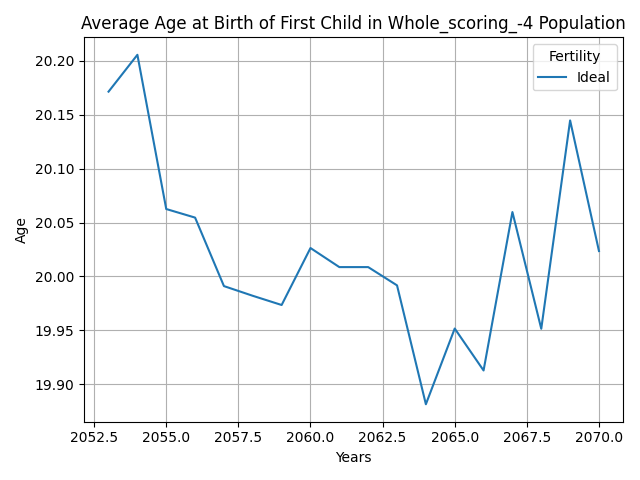 Average Age at Birth of First Child in Whole_scoring_-4 Population
Fertility
Ideal
20.20
20.15
20.10
20.05
20.00
19.95
19.90
Age
2052.5 2055.0 2057.5 2060.0 2062.5 2065.0 2067.5 2070.0
Years